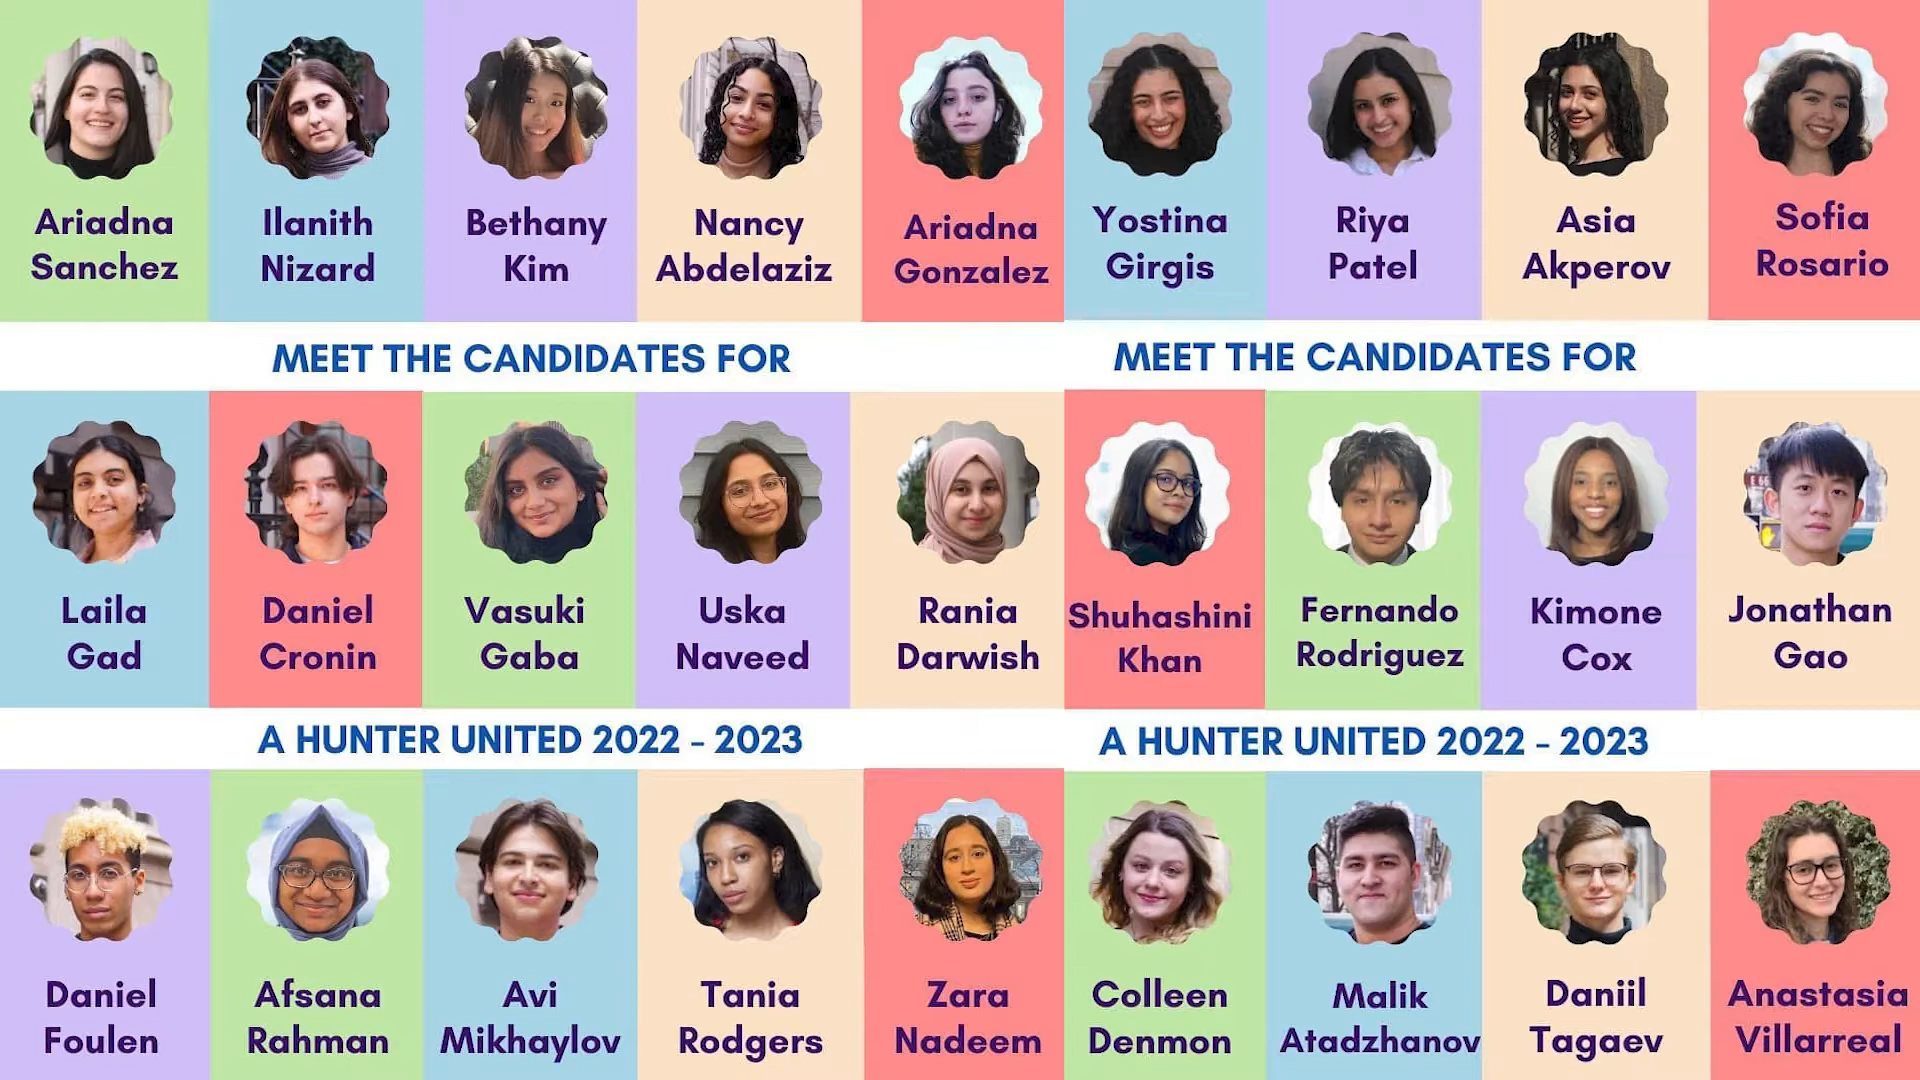 Ariadna
Sanchez
Ilanith
Nizard
Bethany
Kim
Nancy
Abdelaziz
Ariadna
Gonzalez
Yostina
Girgis
Riya
Patel
Asia
Akperov
Sofia
Rosario
MEET THE CANDIDATES FOR
MEET THE CANDIDATES FOR
Laila
Gad
Daniel
Cronin
Vasuki
Gaba
Uska
Naveed
Rania
Darwish
Shuhashini
Khan
Fernando
Rodriguez
Kimone
Cox
Jonathan
Gao
A HUNTER UNITED 2022 - 2023
A HUNTER UNITED 2022 - 2023
Daniel
Foulen
Afsana
Rahman
Avi
Mikhaylov
Tania
Rodgers
Zara
Nadeem
Colleen
Denmon
Malik
Atadzhanov
Daniil
Tagaev
Anastasia
Villarreal